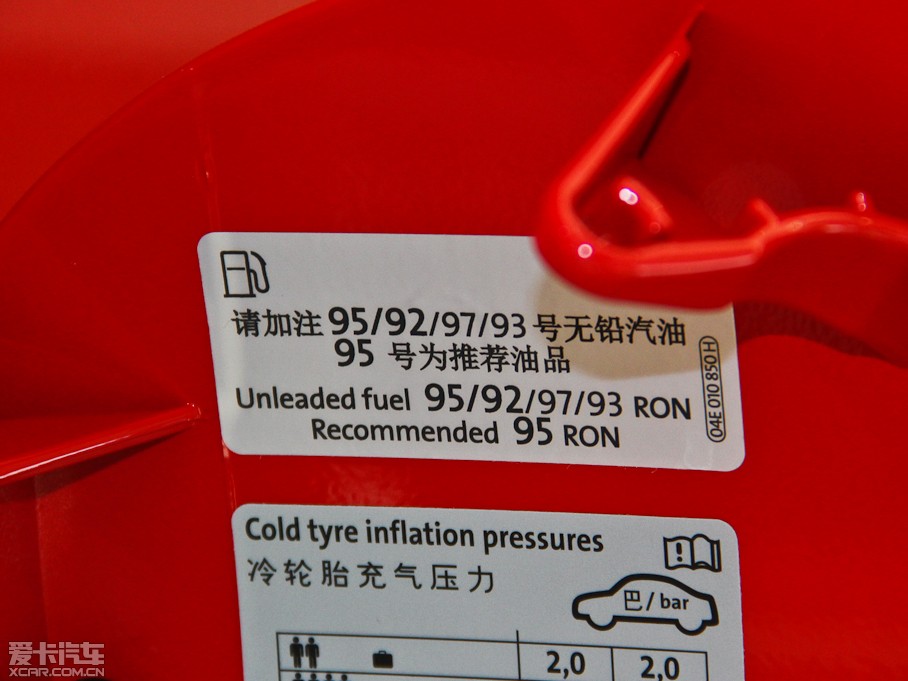 请加注 95/92/97/93 号无铅汽油
95 号为推荐油品
Unleaded fuel 95/92/97/93 RON
Recommended 95 RON
04E 010 850 H
Cold tyre inflation pressures
冷轮胎充气压力
巴/bar
2,0 2,0
爱卡汽车
XCAR.COM.CN